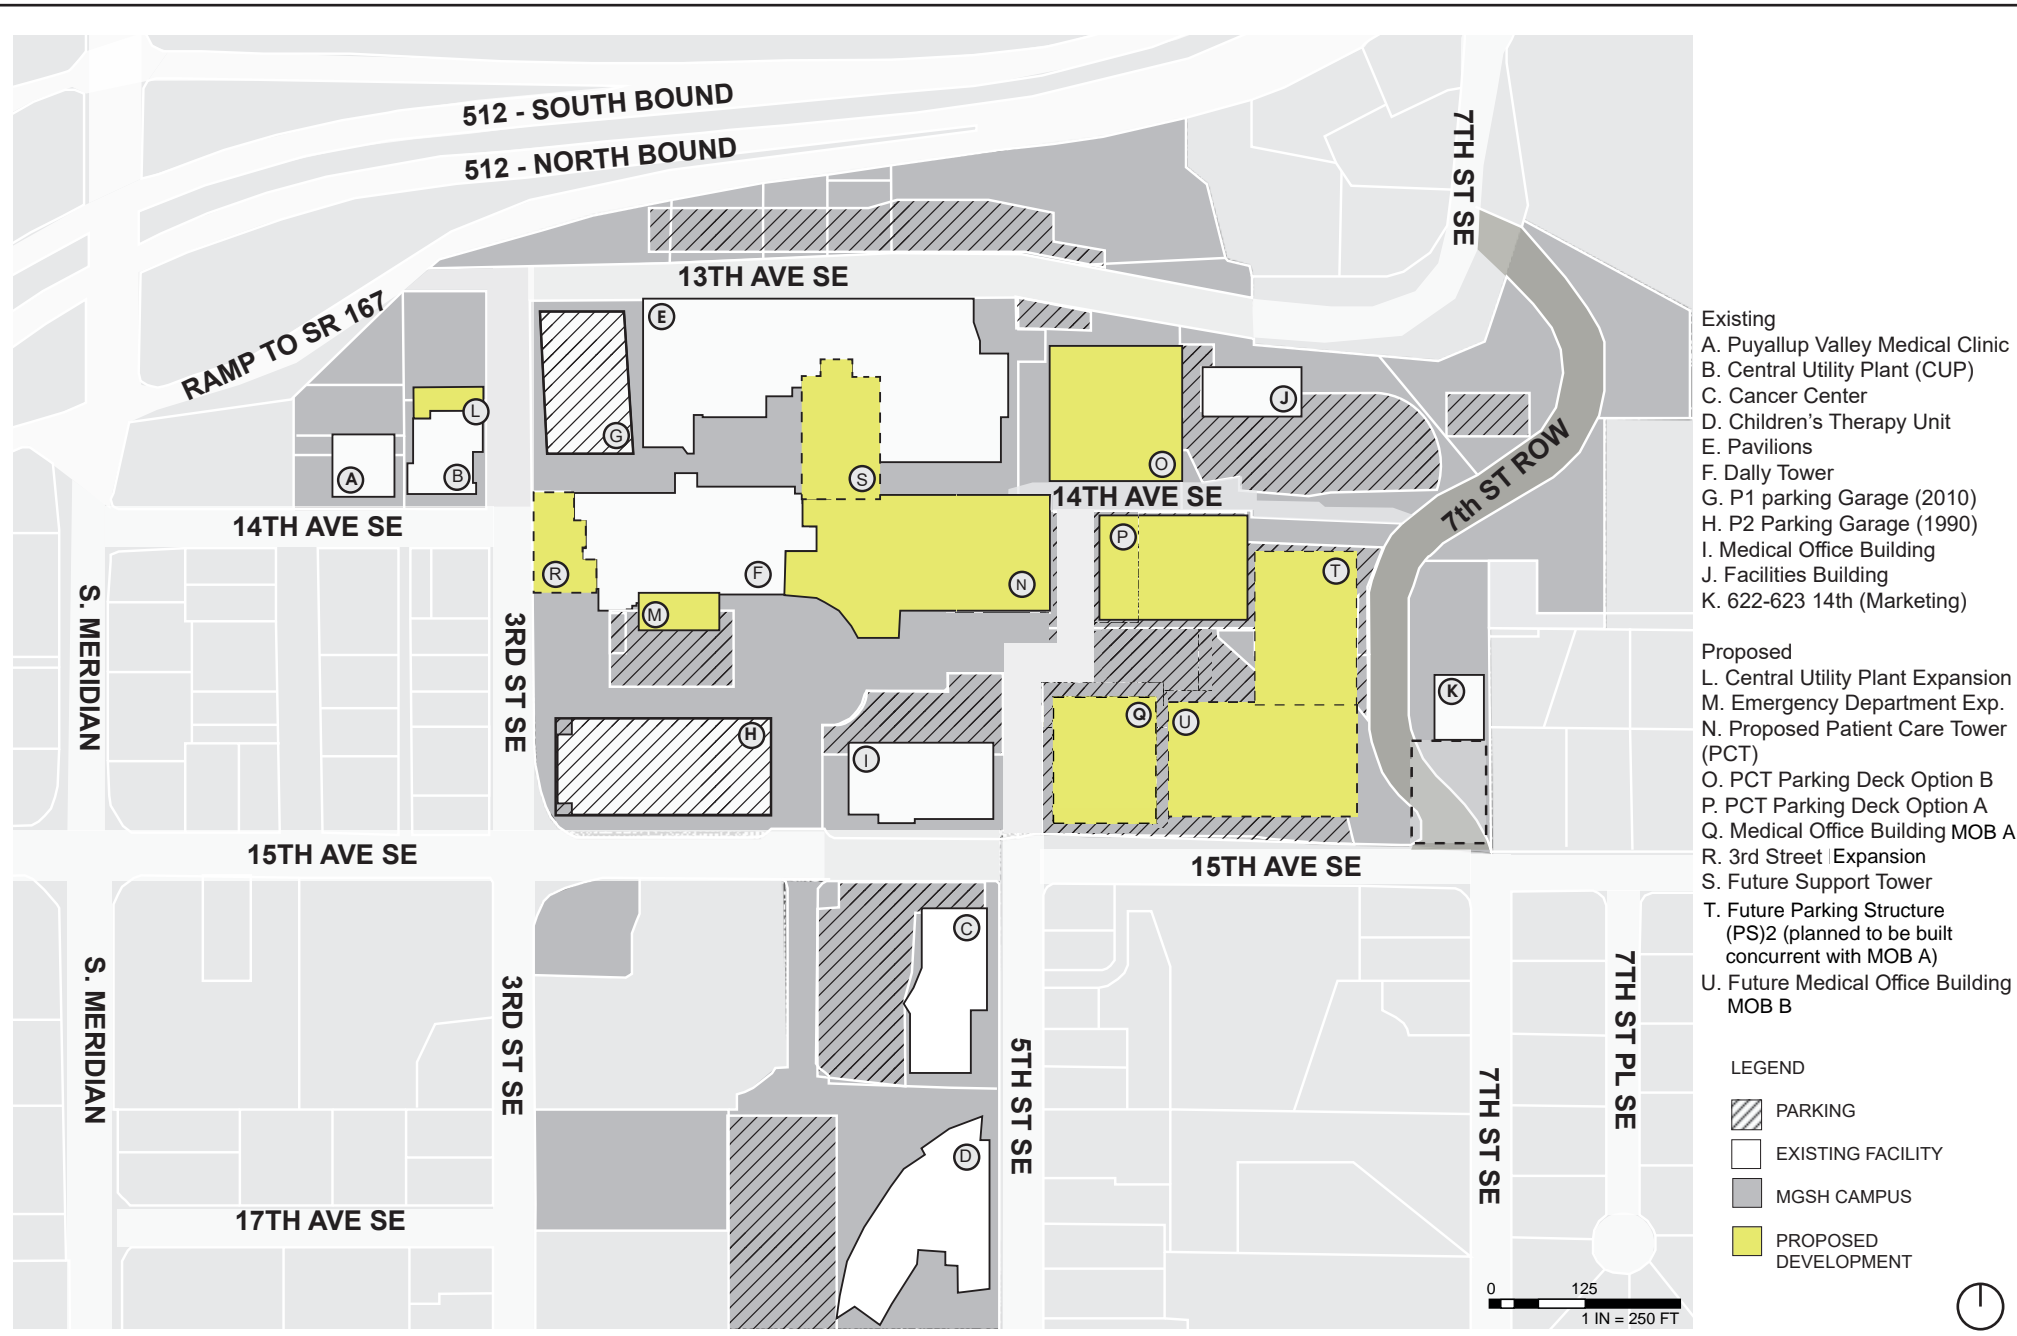 512 - SOUTH BOUND
512 - NORTH BOUND
7TH ST SE
13TH AVE SE
RAMP TO SR 167
E
G
L
A
B
J
O
S
14TH AVE SE
14TH AVE SE
7th ST ROW
P
R
F
N
T
M
S. MERIDIAN
3RD ST SE
K
Q
U
H
I
15TH AVE SE
15TH AVE SE
C
S. MERIDIAN
3RD ST SE
5TH ST SE
7TH ST SE
7TH ST PL SE
D
17TH AVE SE
Existing
A. Puyallup Valley Medical Clinic
B. Central Utility Plant (CUP)
C. Cancer Center
D. Children's Therapy Unit
E. Pavilions
F. Dally Tower
G. P1 parking Garage (2010)
H. P2 Parking Garage (1990)
I. Medical Office Building
J. Facilities Building
K. 622-623 14th (Marketing)
Proposed
L. Central Utility Plant Expansion
M. Emergency Department Exp.
N. Proposed Patient Care Tower
(PCT)
O. PCT Parking Deck Option B
P. PCT Parking Deck Option A
Q. Medical Office Building MOB A
R. 3rd Street Expansion
S. Future Support Tower
T. Future Parking Structure
(PS)2 (planned to be built
concurrent with MOB A)
U. Future Medical Office Building
MOB B
LEGEND
PARKING
EXISTING FACILITY
MGSH CAMPUS
PROPOSED
DEVELOPMENT
0 125
1 IN = 250 FT